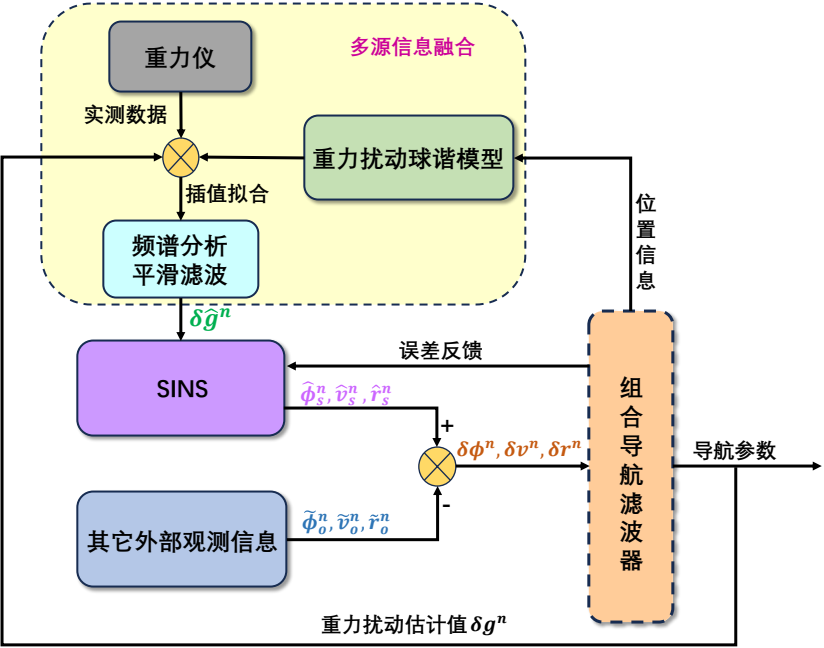 多源信息融合
重力仪
实测数据
重力扰动球谐模型
插值拟合
频谱分析
平滑滤波
位置信息
δĝⁿ
SINS
误差反馈
ϕ̂ₛⁿ, v̂ₛⁿ, r̂ₛⁿ
+
δϕⁿ, δvⁿ, δrⁿ
-
组合导航滤波器
导航参数
其它外部观测信息
ϕ̃ₒⁿ, ṽₒⁿ, r̃ₒⁿ
重力扰动估计值 δgⁿ